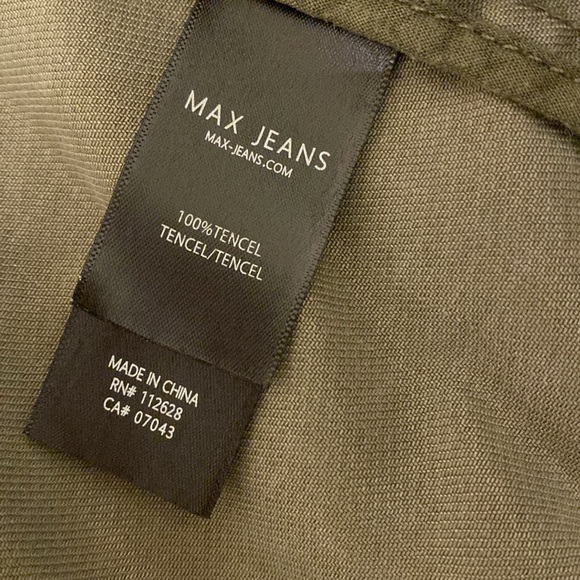 MAX JEANS
MAX-JEANS.COM
100%TENCEL
TENCEL/TENCEL
MADE IN CHINA
RN# 112628
CA# 07043